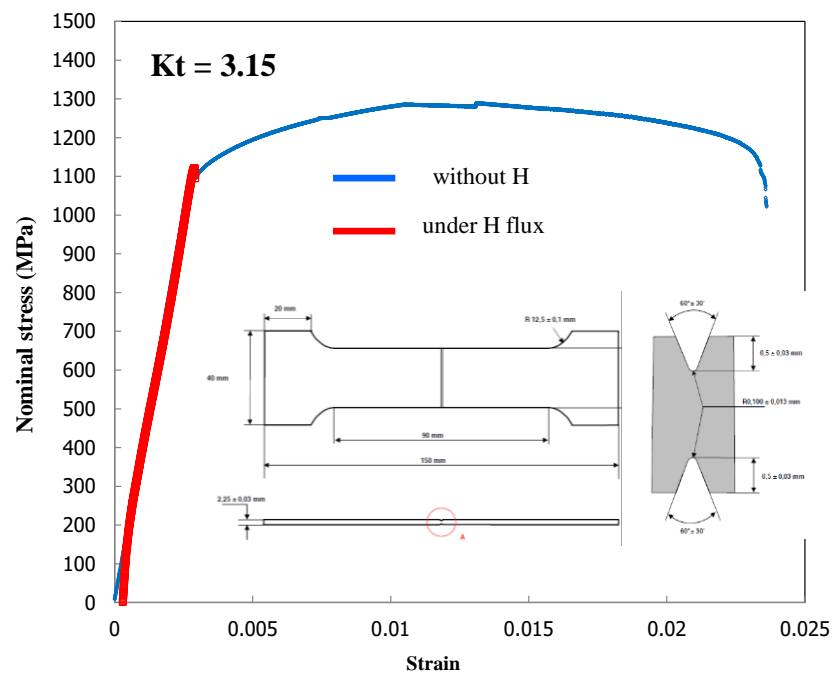 Kt = 3.15
Nominal stress (MPa)
1500
1400
1300
1200
1100
1000
900
800
700
600
500
400
300
200
100
0
without H
under H flux
20 mm
R 12,5 ± 0,1 mm
40 mm
90 mm
150 mm
2,25 ± 0,03 mm
A
60° ± 30'
0,5 ± 0,03 mm
R0,100 ± 0,013 mm
0,5 ± 0,03 mm
60° ± 30'
0
0.005
0.01
0.015
0.02
0.025
Strain